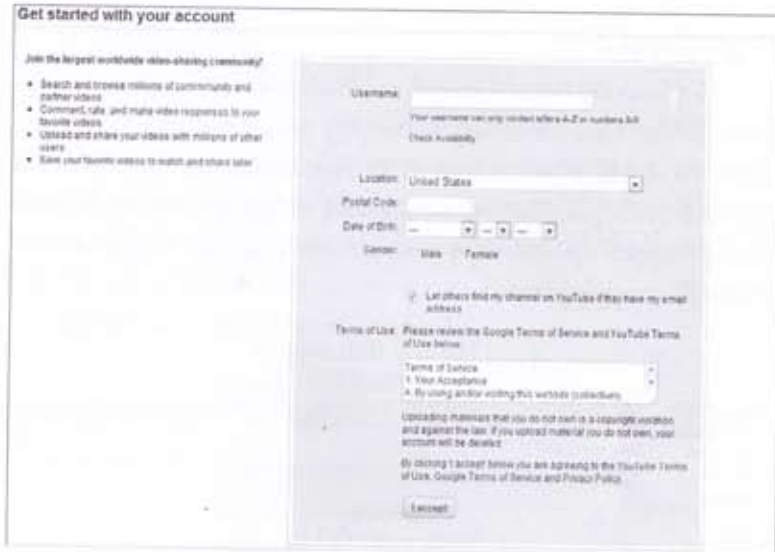 Get started with your account
Join the largest worldwide video-sharing community!
Search and browse millions of community and
partner videos
Comment, rate, and make video responses to your
favorite videos
Upload and share your videos with millions of other
users
Save your favorite videos to watch and share later
Username:
Your username can only contain letters A-Z or numbers 0-9
Check Availability
Location: United States
Postal Code:
Date of Birth: --- --- ---
Gender: Male Female
Let others find my channel on YouTube if they have my email
address
Terms of Use: Please review the Google Terms of Service and YouTube Terms
of Use below:
Terms of Service
1. Your Acceptance
A. By using and/or visiting this website (collectively
Uploading materials that you do not own is a copyright violation
and against the law. If you upload material you do not own, your
account will be deleted.
By clicking 'I accept' below you are agreeing to the YouTube Terms
of Use, Google Terms of Service and Privacy Policy.
I accept